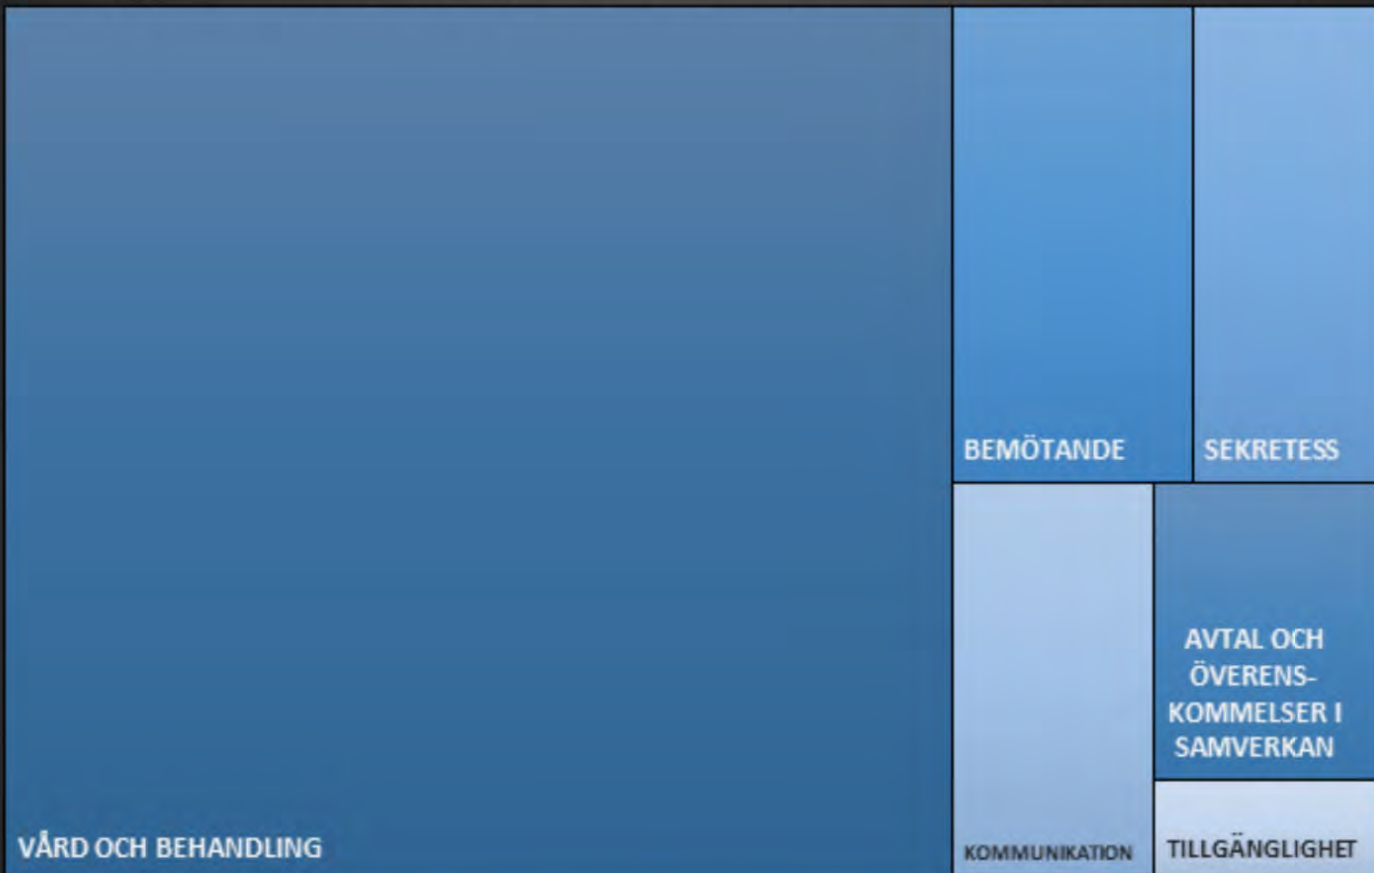 BEMÖTANDE
SEKRETESS
AVTAL OCH
ÖVERENS-
KOMMELSER I
SAMVERKAN
VÅRD OCH BEHANDLING
KOMMUNIKATION
TILLGÄNGLIGHET